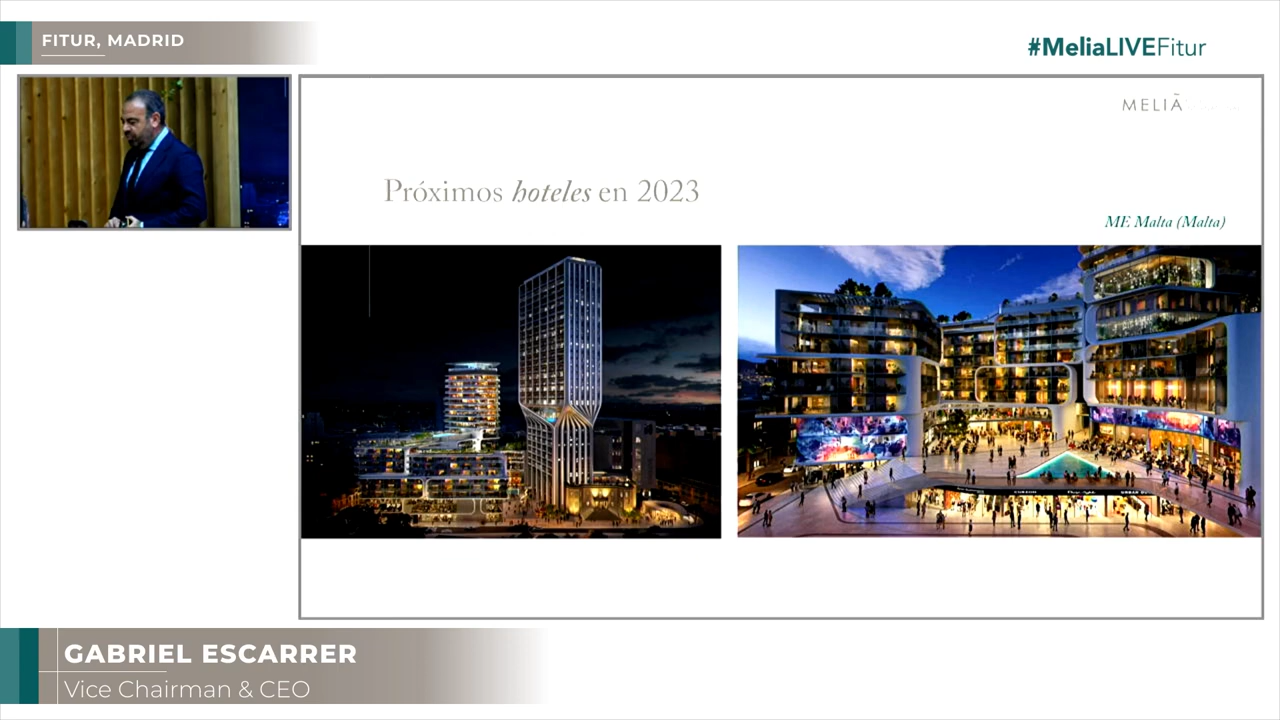 FITUR, MADRID
#MeliaLIVEFitur
MELIÃ
Próximos hoteles en 2023
ME Malta (Malta)
GABRIEL ESCARRER
Vice Chairman & CEO